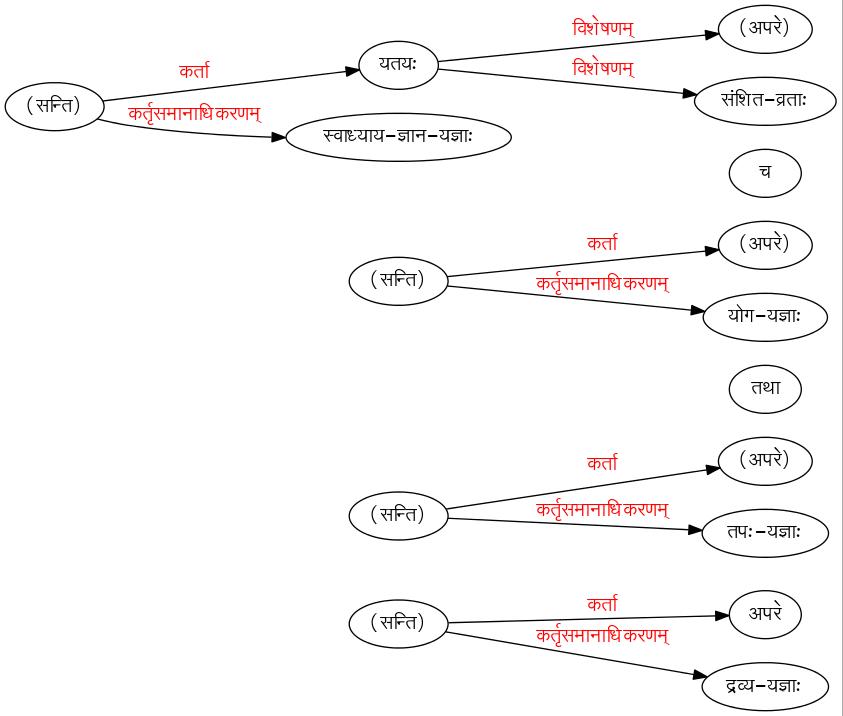 (अपरे)
विशेषणम्
यतयः
कर्ता
विशेषणम्
(सन्ति)
संशित-व्रताः
कर्तृसमानाधिकरणम्
स्वाध्याय-ज्ञान-यज्ञाः
च
कर्ता
(अपरे)
(सन्ति)
कर्तृसमानाधिकरणम्
योग-यज्ञाः
तथा
कर्ता
(अपरे)
(सन्ति)
कर्तृसमानाधिकरणम्
तपः-यज्ञाः
कर्ता
अपरे
(सन्ति)
कर्तृसमानाधिकरणम्
द्रव्य-यज्ञाः